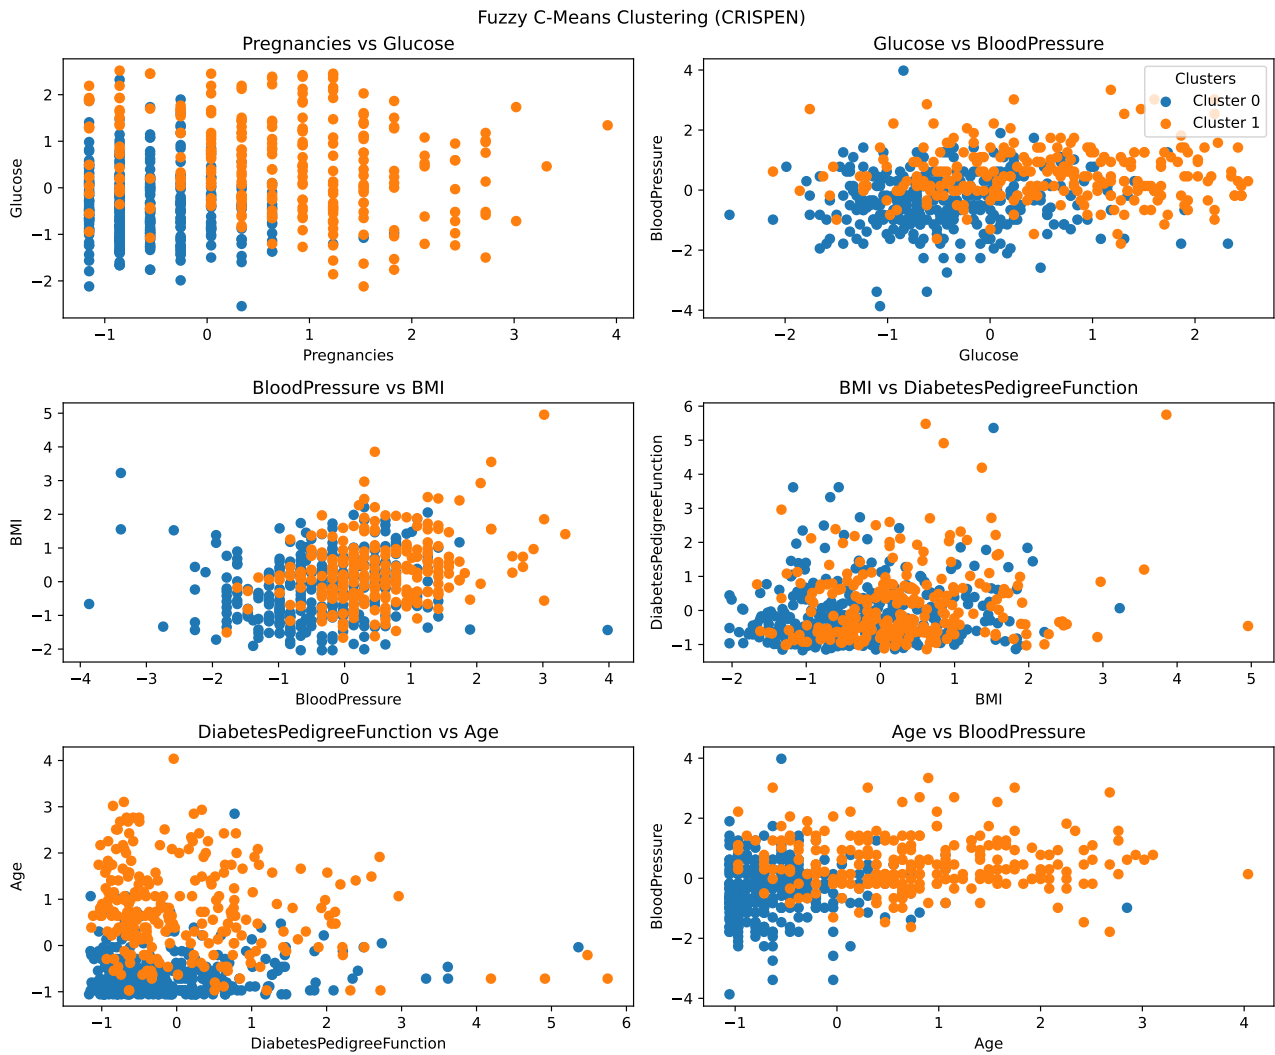 Fuzzy C-Means Clustering (CRISPEN)
Pregnancies vs Glucose
Glucose
2
1
0
−1
−2
−1 0 1 2 3 4
Pregnancies
Glucose vs BloodPressure
Clusters
Cluster 0
Cluster 1
BloodPressure
4
2
0
−2
−4
−2 −1 0 1 2
Glucose
BloodPressure vs BMI
BMI
5
4
3
2
1
0
−1
−2
−4 −3 −2 −1 0 1 2 3 4
BloodPressure
BMI vs DiabetesPedigreeFunction
DiabetesPedigreeFunction
6
5
4
3
2
1
0
−1
−2 −1 0 1 2 3 4 5
BMI
DiabetesPedigreeFunction vs Age
Age
4
3
2
1
0
−1
−1 0 1 2 3 4 5 6
DiabetesPedigreeFunction
Age vs BloodPressure
BloodPressure
4
2
0
−2
−4
−1 0 1 2 3 4
Age